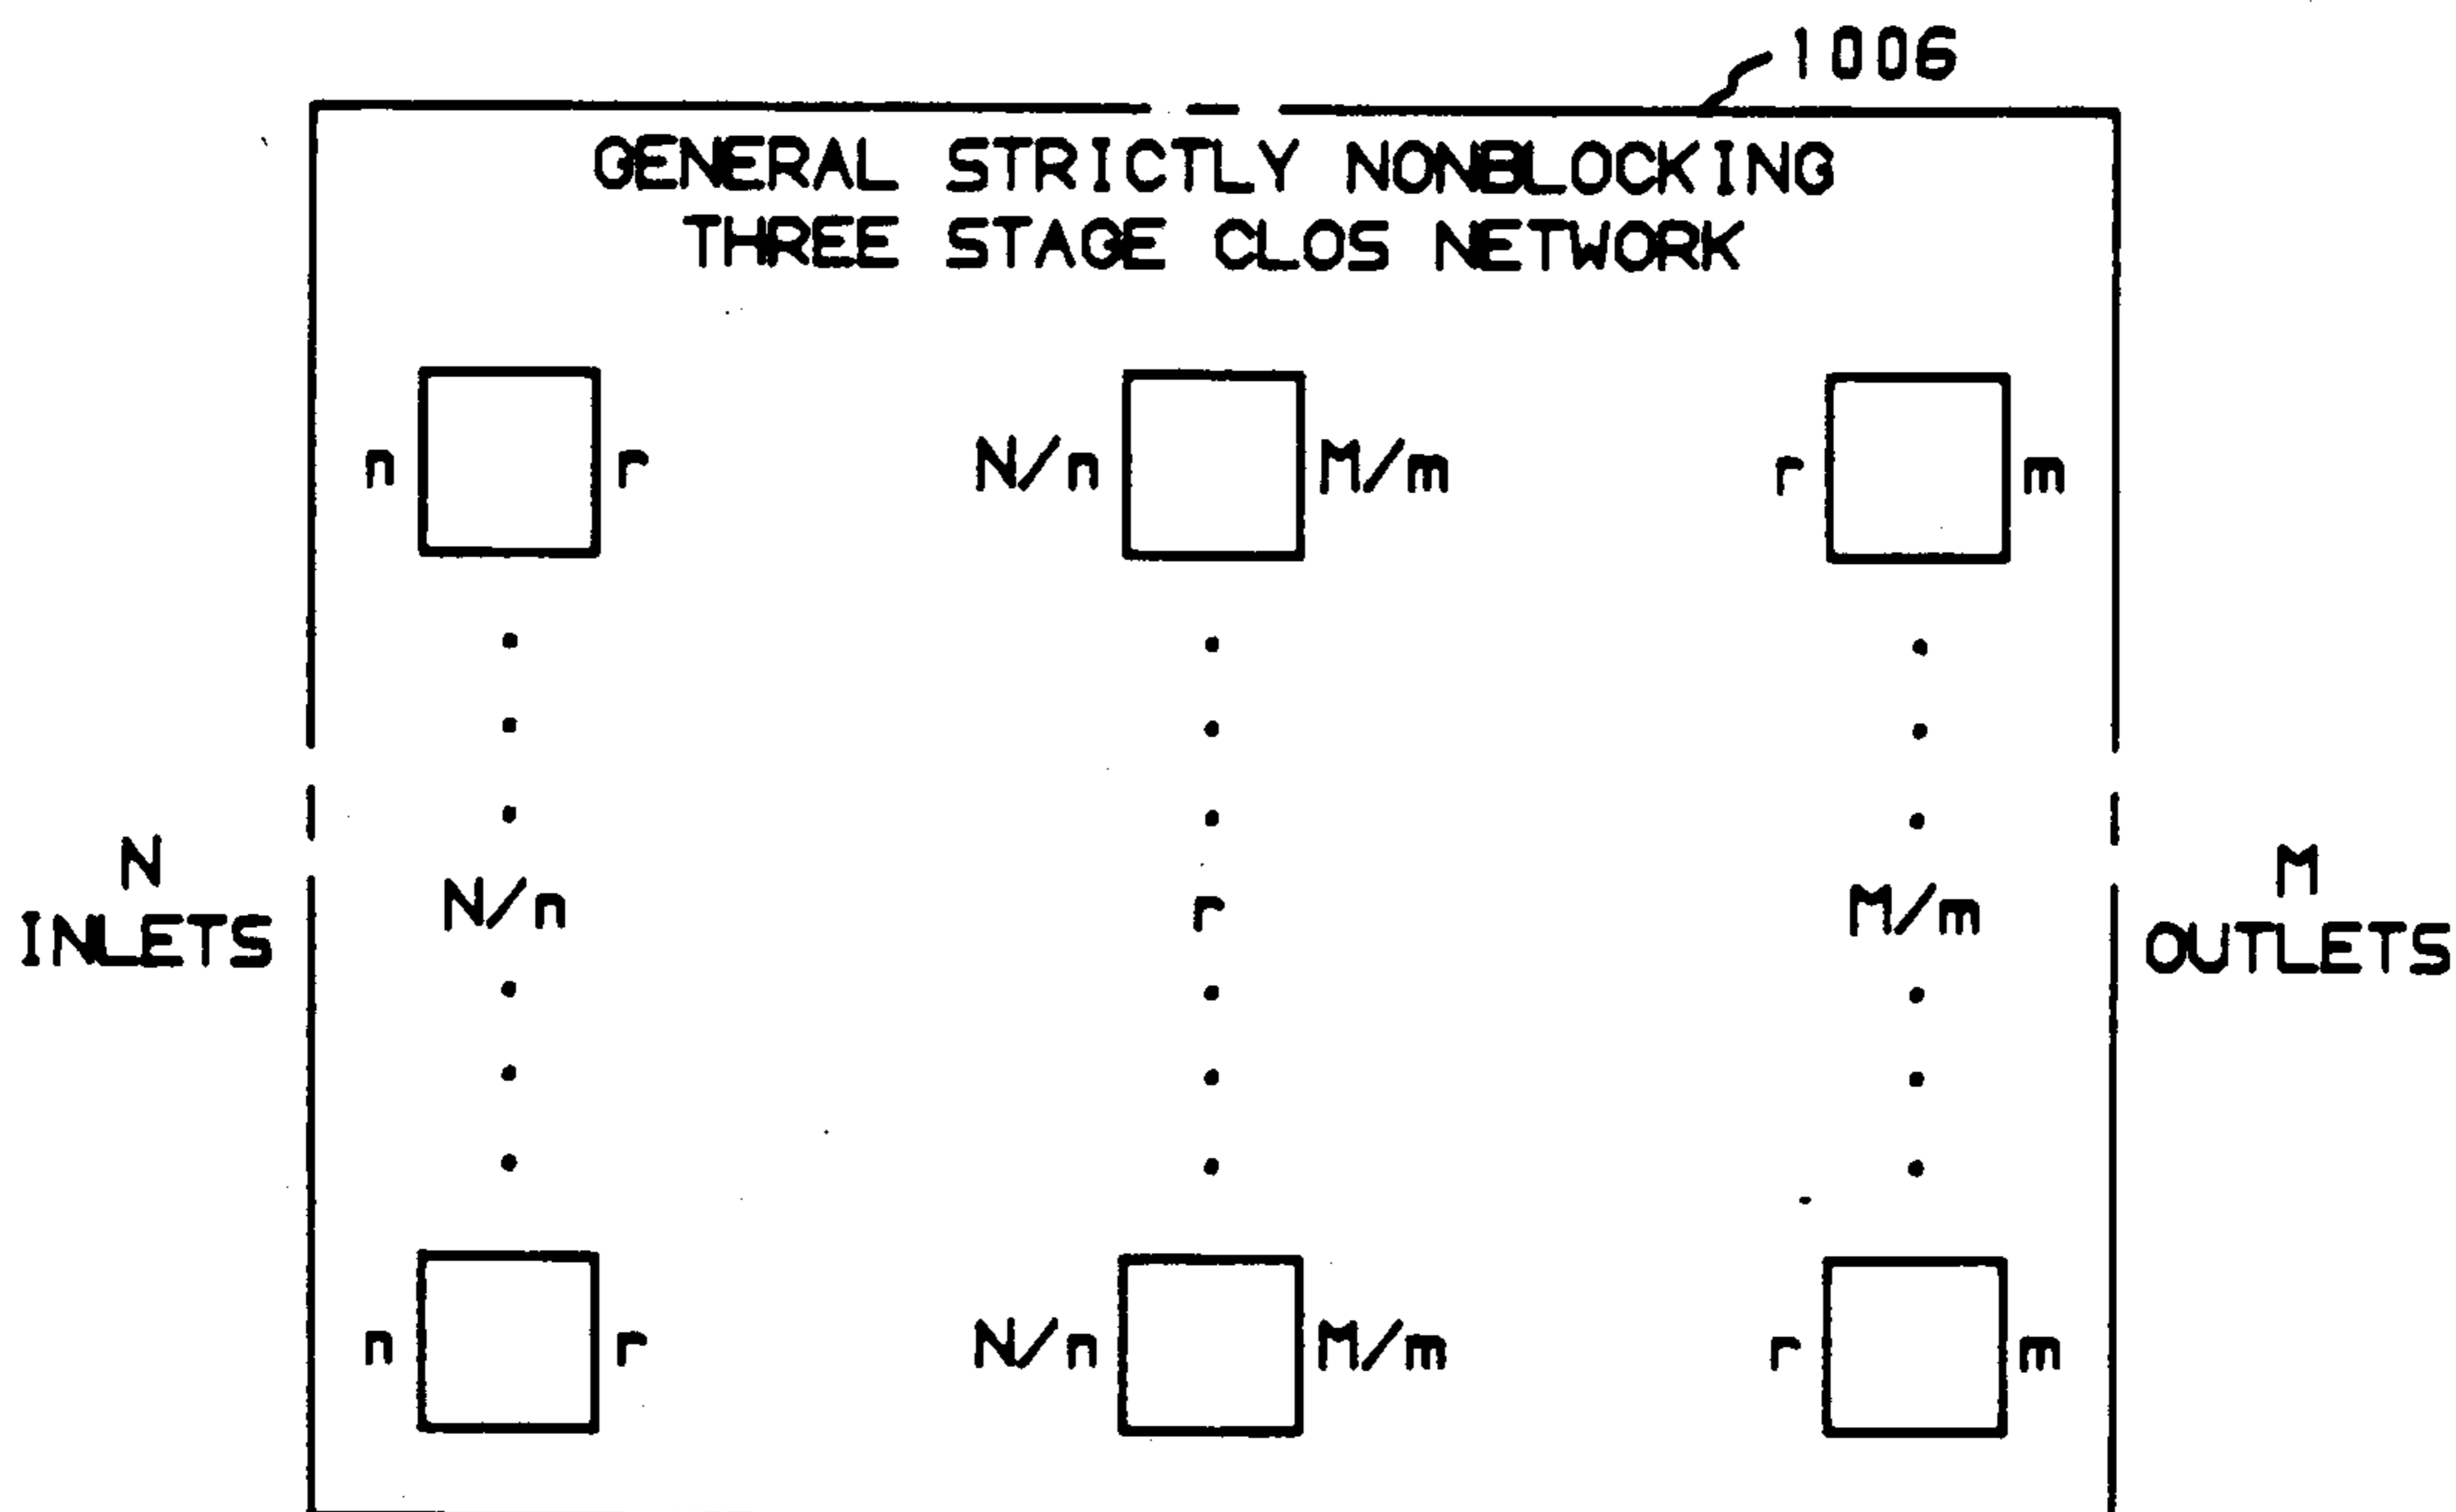 1006
GENERAL STRICTLY NONBLOCKING
THREE STAGE CLOS NETWORK
n r N/n M/m r m
N
INLETS
N/n r M/m
M
OUTLETS
n r N/n M/m r m